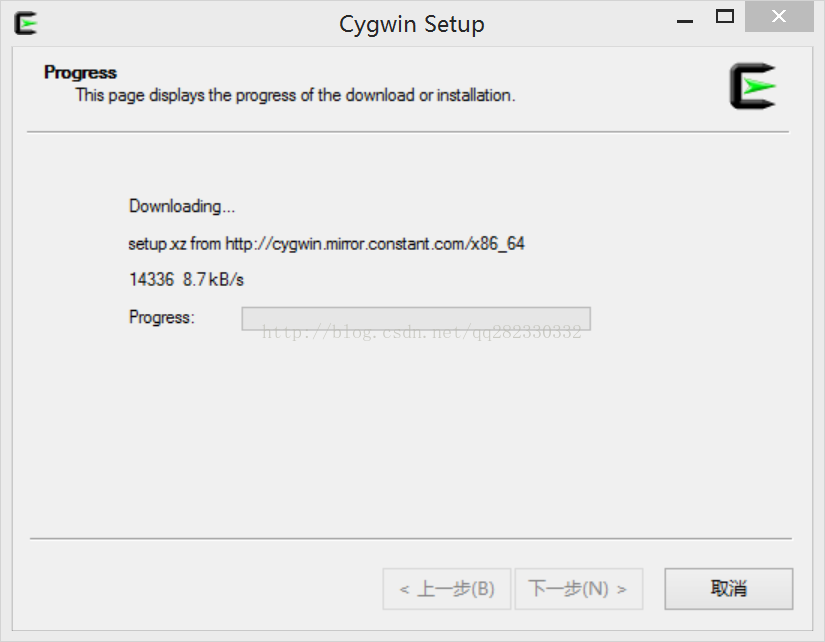 Cygwin Setup
Progress
This page displays the progress of the download or installation.
Downloading...
setup.xz from http://cygwin.mirror.constant.com/x86_64
14336 8.7 kB/s
Progress:
http://blog.csdn.net/qq282330332
< 上一步(B) 下一步(N) > 取消